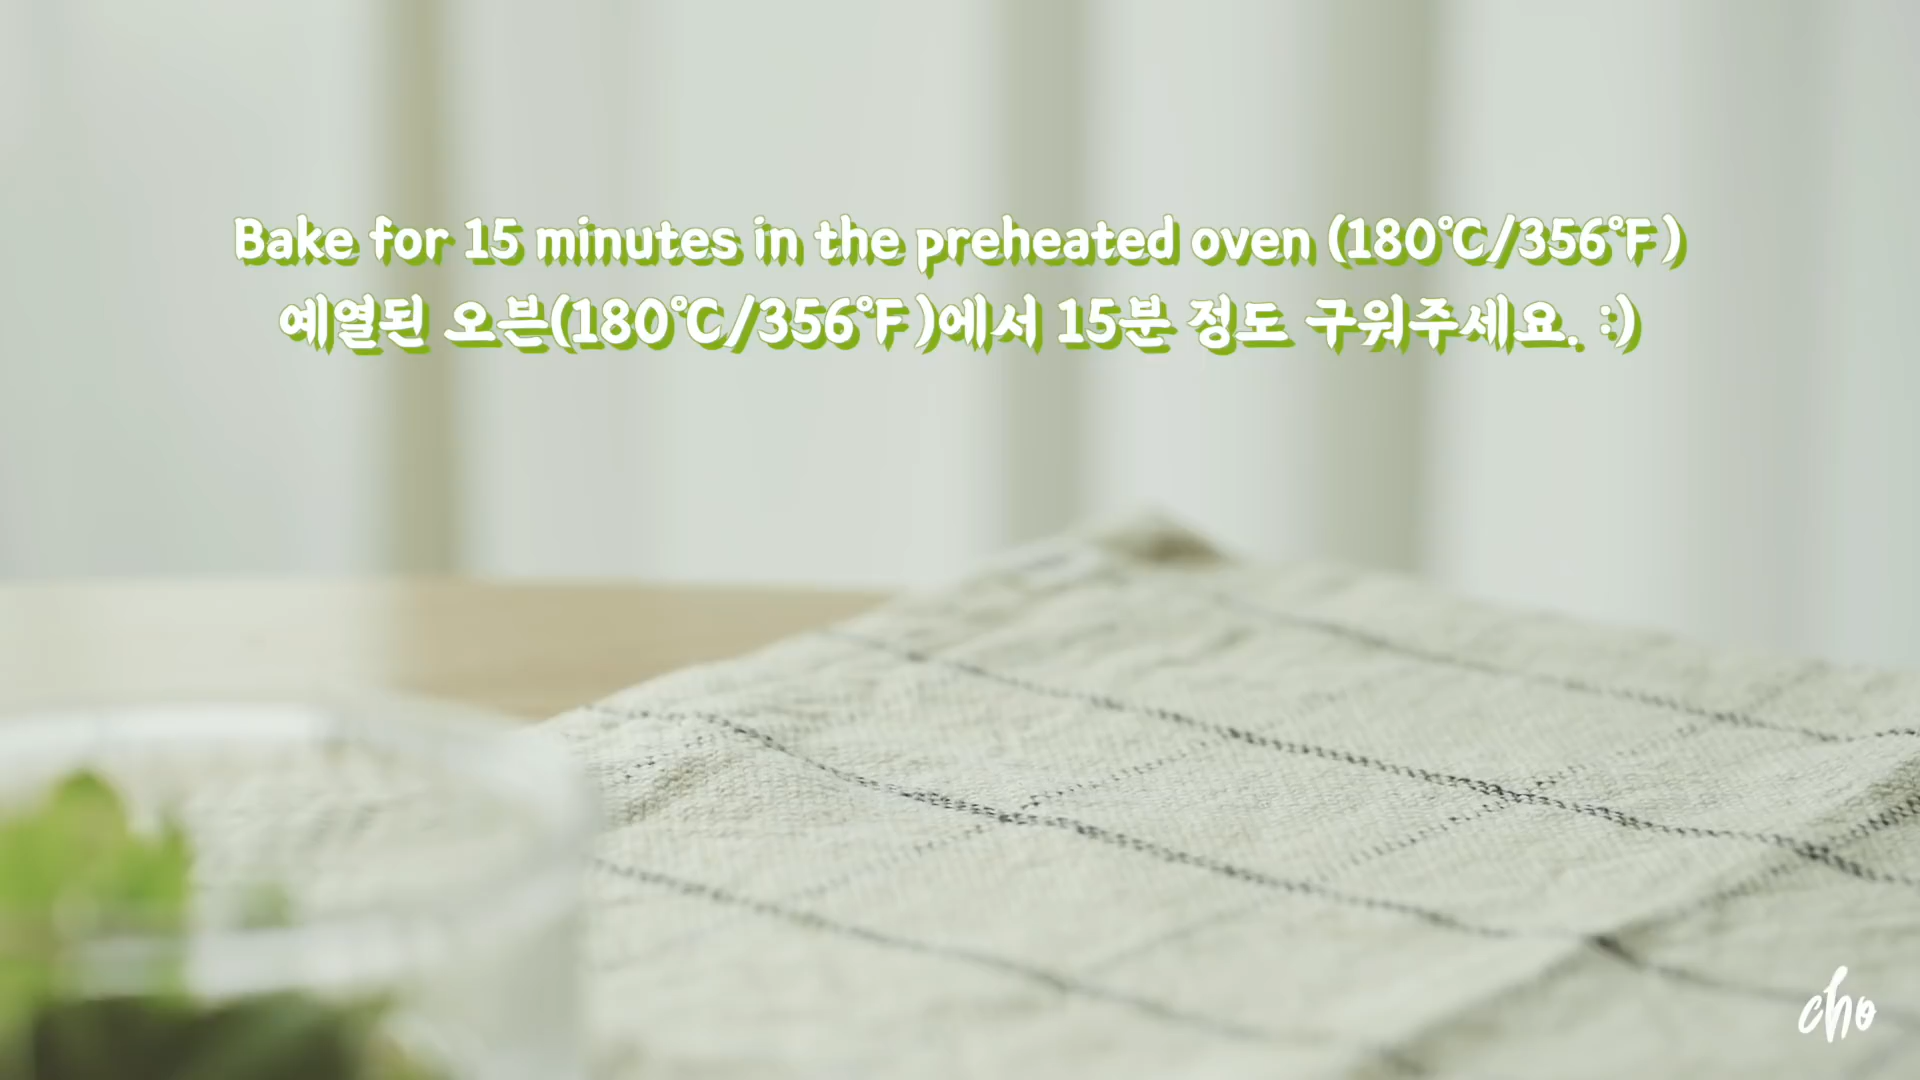 Bake for 15 minutes in the preheated oven (180℃/356℉)
예열된 오븐(180℃/356℉)에서 15분 정도 구워주세요. :)
cho